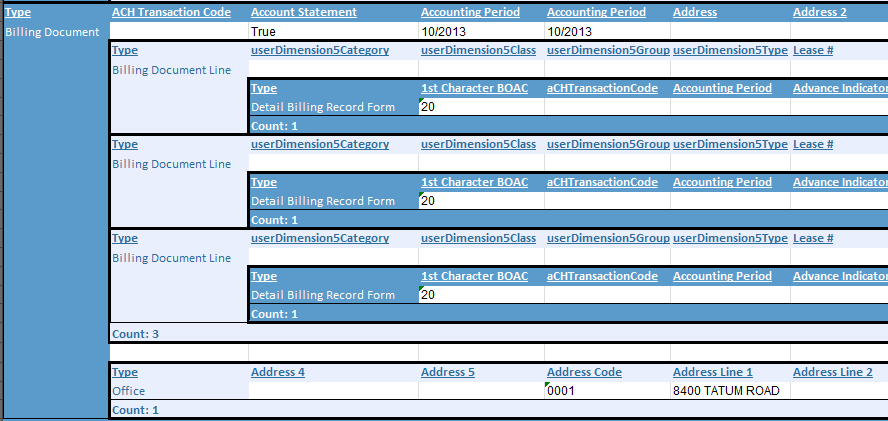 Type ACH Transaction Code Account Statement Accounting Period Accounting Period Address Address 2
Billing Document True 10/2013 10/2013
Type userDimension5Category userDimension5Class userDimension5Group userDimension5Type Lease #
Billing Document Line
Type 1st Character BOAC aCHTransactionCode Accounting Period Advance Indicator
Detail Billing Record Form 20
Count: 1
Type userDimension5Category userDimension5Class userDimension5Group userDimension5Type Lease #
Billing Document Line
Type 1st Character BOAC aCHTransactionCode Accounting Period Advance Indicator
Detail Billing Record Form 20
Count: 1
Type userDimension5Category userDimension5Class userDimension5Group userDimension5Type Lease #
Billing Document Line
Type 1st Character BOAC aCHTransactionCode Accounting Period Advance Indicator
Detail Billing Record Form 20
Count: 1
Count: 3
Type Address 4 Address 5 Address Code Address Line 1 Address Line 2
Office 0001 8400 TATUM ROAD
Count: 1